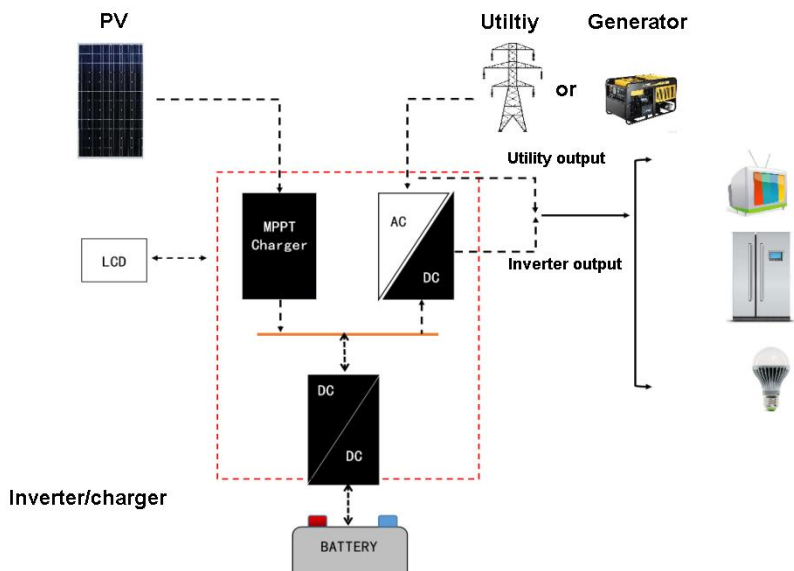 PV
Utiltiy
or
Generator
Utility output
MPPT
Charger
AC
DC
LCD
Inverter output
DC
DC
Inverter/charger
BATTERY